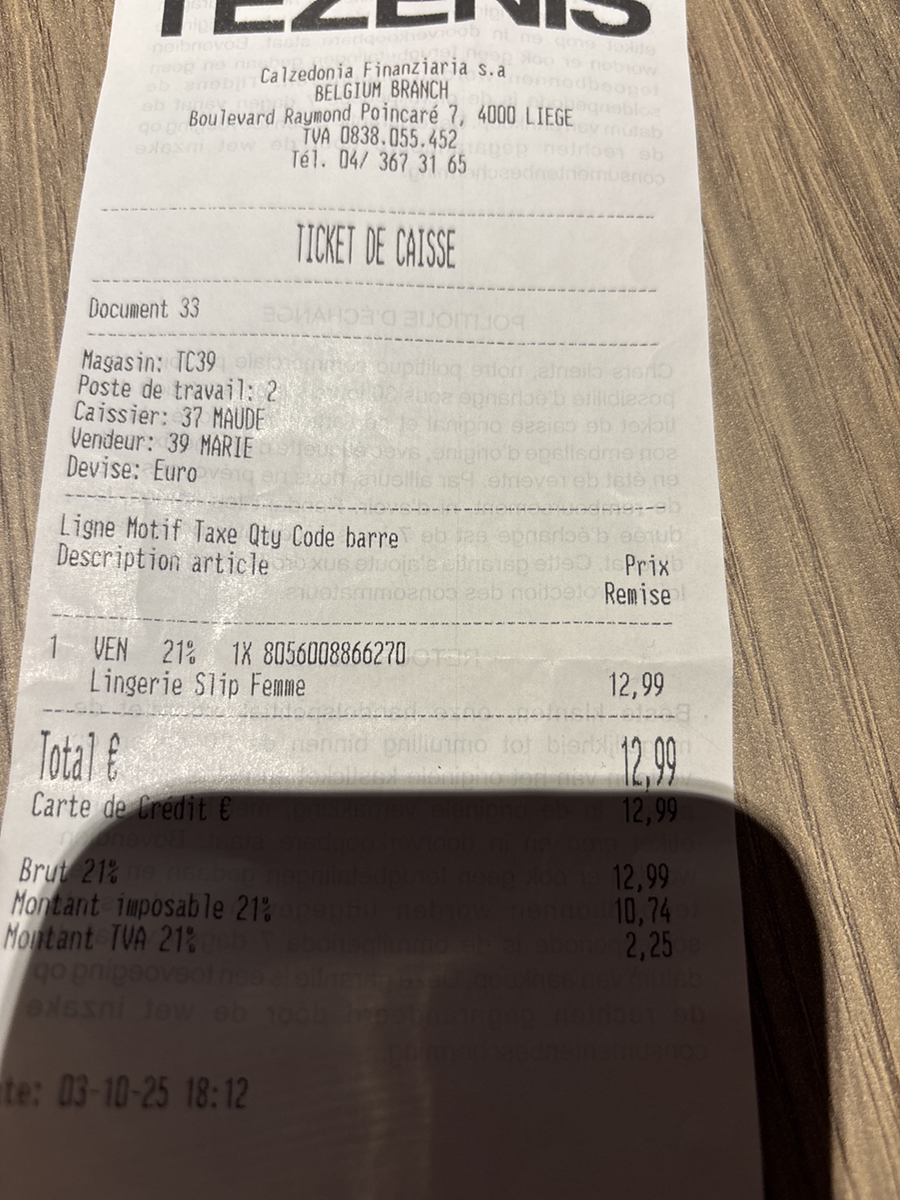 TEZENIS
Calzedonia Finanziaria s.a
BELGIUM BRANCH
Boulevard Raymond Poincaré 7, 4000 LIEGE
TVA 0838.055.452
Tél. 04/ 367 31 65
TICKET DE CAISSE
Document 33
Magasin: TC39
Poste de travail: 2
Caissier: 37 MAUDE
Vendeur: 39 MARIE
Devise: Euro
Ligne Motif Taxe Qty Code barre
Description article Prix
Remise
1 VEN 21% 1X 8056008866270
Lingerie Slip Femme 12,99
Total € 12,99
Carte de Crédit € 12,99
Brut 21% 12,99
Montant imposable 21% 10,74
Montant TVA 21% 2,25
te: 03-10-25 18:12